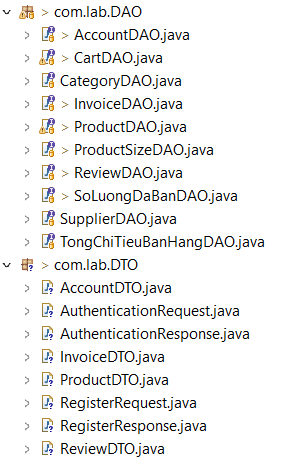 > com.lab.DAO
> AccountDAO.java
> CartDAO.java
CategoryDAO.java
> InvoiceDAO.java
> ProductDAO.java
> ProductSizeDAO.java
> ReviewDAO.java
> SoLuongDaBanDAO.java
SupplierDAO.java
TongChiTieuBanHangDAO.java
> com.lab.DTO
AccountDTO.java
AuthenticationRequest.java
AuthenticationResponse.java
InvoiceDTO.java
ProductDTO.java
RegisterRequest.java
RegisterResponse.java
ReviewDTO.java